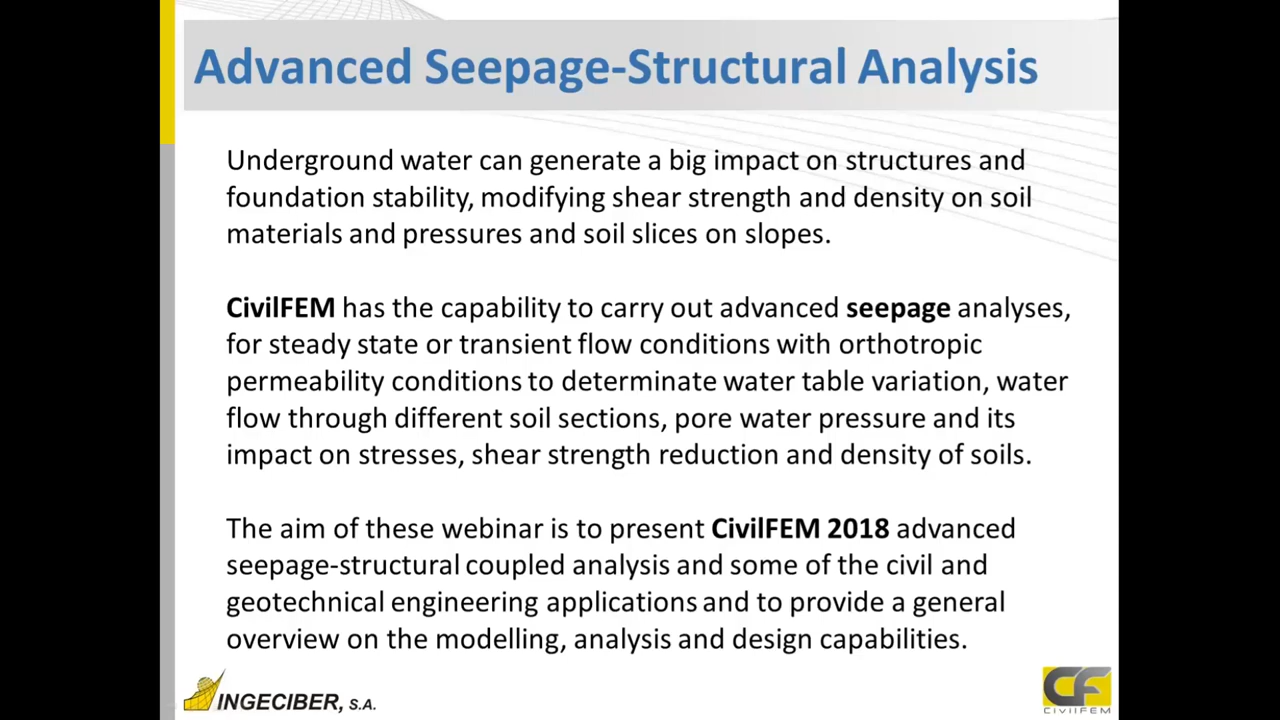 Advanced Seepage-Structural Analysis
Underground water can generate a big impact on structures and
foundation stability, modifying shear strength and density on soil
materials and pressures and soil slices on slopes.
CivilFEM has the capability to carry out advanced seepage analyses,
for steady state or transient flow conditions with orthotropic
permeability conditions to determinate water table variation, water
flow through different soil sections, pore water pressure and its
impact on stresses, shear strength reduction and density of soils.
The aim of these webinar is to present CivilFEM 2018 advanced
seepage-structural coupled analysis and some of the civil and
geotechnical engineering applications and to provide a general
overview on the modelling, analysis and design capabilities.
INGECIBER, S.A.
CF
CivilFEM